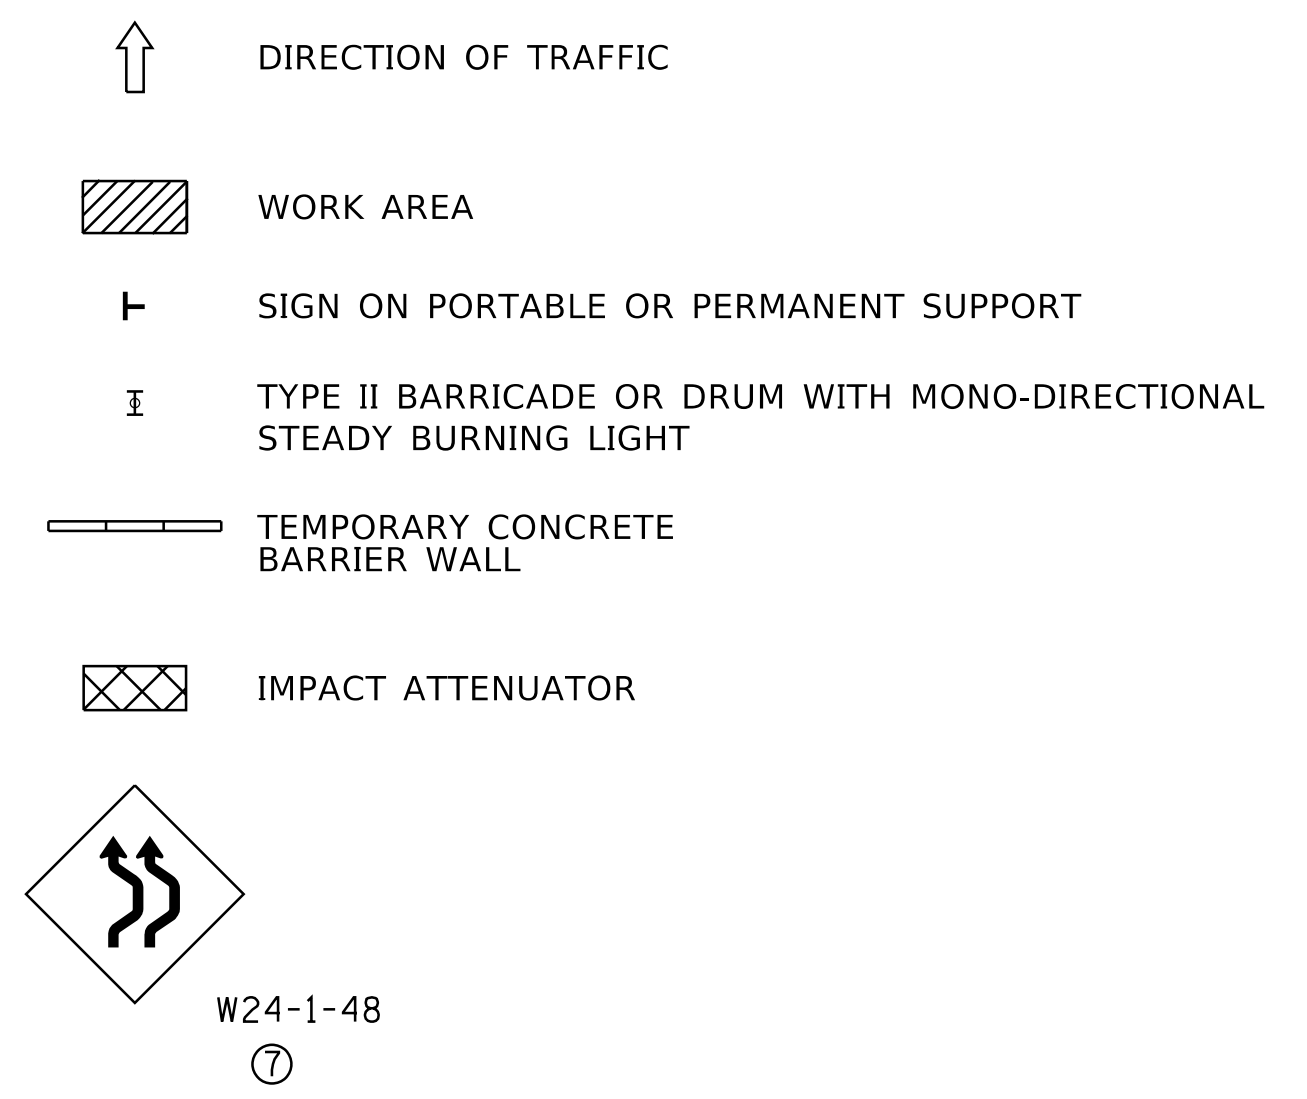 DIRECTION OF TRAFFIC
WORK AREA
SIGN ON PORTABLE OR PERMANENT SUPPORT
TYPE II BARRICADE OR DRUM WITH MONO-DIRECTIONAL
STEADY BURNING LIGHT
TEMPORARY CONCRETE
BARRIER WALL
IMPACT ATTENUATOR
W24-1-48
7